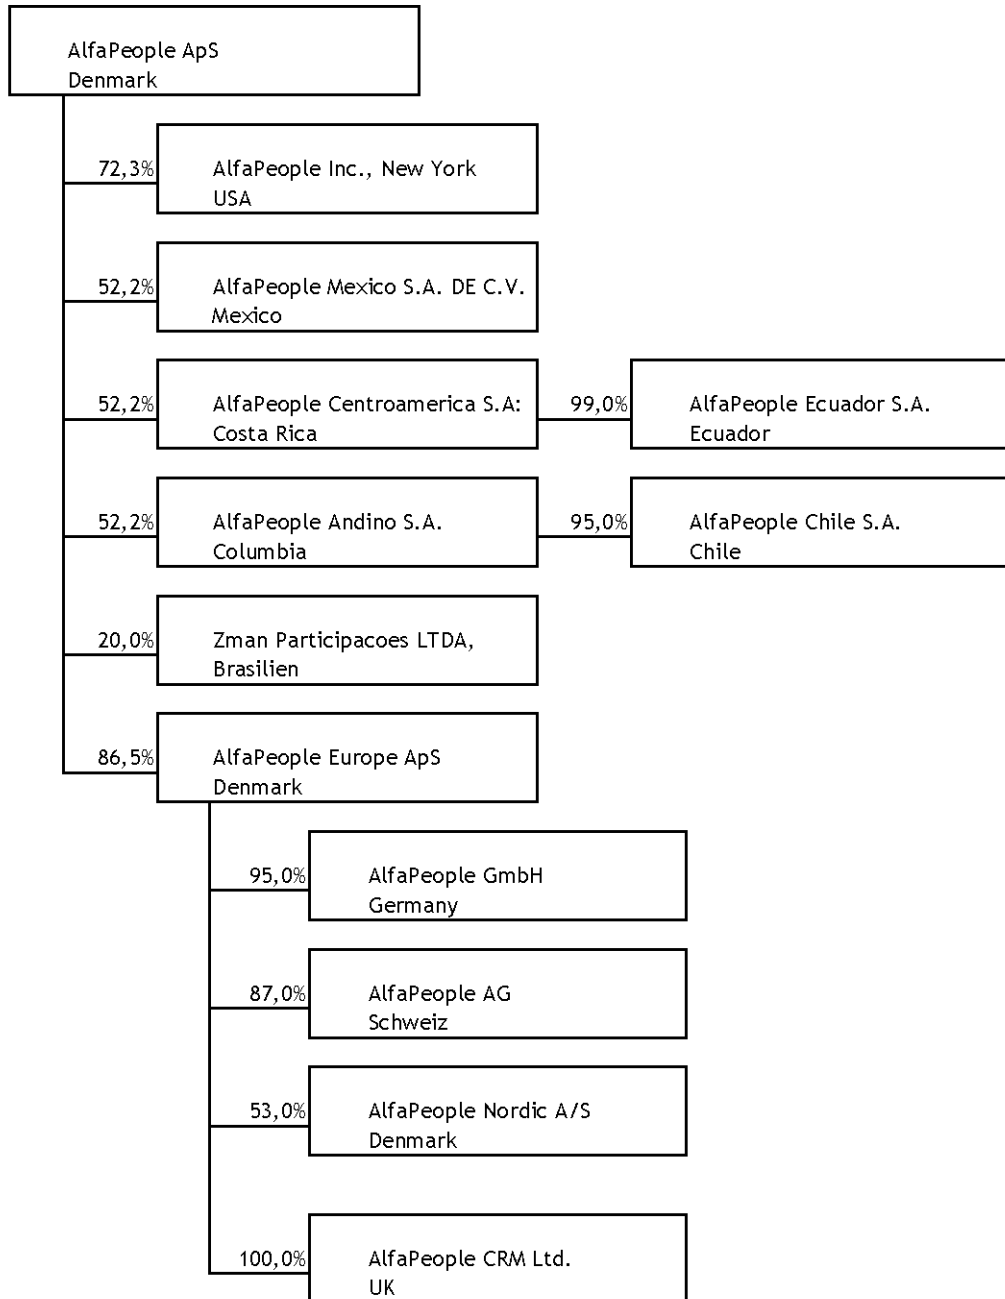 AlfaPeople ApS
Denmark
72,3%
AlfaPeople Inc., New York
USA
52,2%
AlfaPeople Mexico S.A. DE C.V.
Mexico
52,2%
AlfaPeople Centroamerica S.A:
Costa Rica
99,0%
AlfaPeople Ecuador S.A.
Ecuador
52,2%
AlfaPeople Andino S.A.
Columbia
95,0%
AlfaPeople Chile S.A.
Chile
20,0%
Zman Participacoes LTDA,
Brasilien
86,5%
AlfaPeople Europe ApS
Denmark
95,0%
AlfaPeople GmbH
Germany
87,0%
AlfaPeople AG
Schweiz
53,0%
AlfaPeople Nordic A/S
Denmark
100,0%
AlfaPeople CRM Ltd.
UK